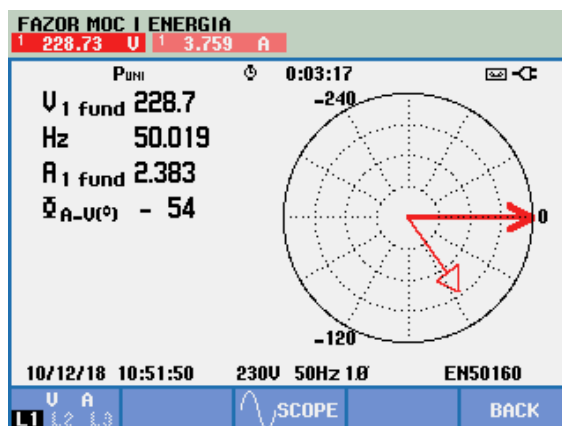 FAZOR MOC I ENERGIA
1 228.73 V 1 3.759 A
PUNI 0:03:17
V1 fund 228.7
Hz 50.019
A1 fund 2.383
Φ A-V(°) - 54
-240
0
-120
10/12/18 10:51:50 230V 50Hz 1Ø EN50160
V A
L1 L2 L3
SCOPE
BACK